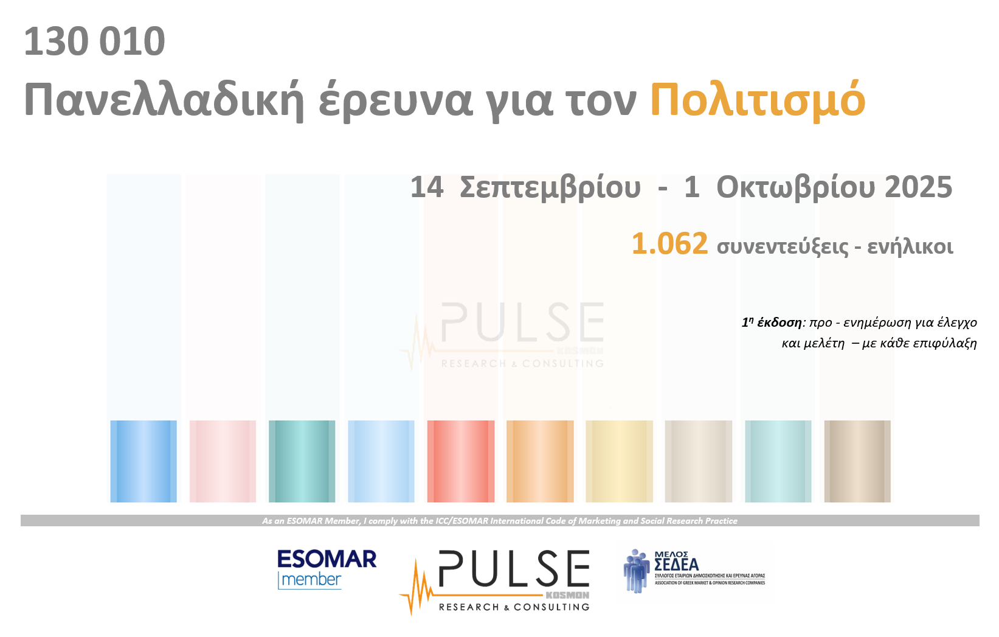 130 010
Πανελλαδική έρευνα για τον Πολιτισμό
14 Σεπτεμβρίου - 1 Οκτωβρίου 2025
1.062 συνεντεύξεις - ενήλικοι
1η έκδοση: προ - ενημέρωση για έλεγχο
και μελέτη – με κάθε επιφύλαξη
PULSE
KOSMON
RESEARCH & CONSULTING
As an ESOMAR Member, I comply with the ICC/ESOMAR International Code of Marketing and Social Research Practice
ESOMAR
member
PULSE
KOSMON
RESEARCH & CONSULTING
ΜΕΛΟΣ
ΣΕΔΕΑ
ΣΥΛΛΟΓΟΣ ΕΤΑΙΡΙΩΝ ΔΗΜΟΣΚΟΠΗΣΗΣ ΚΑΙ ΕΡΕΥΝΑΣ ΑΓΟΡΑΣ
ASSOCIATION OF GREEK MARKET & OPINION RESEARCH COMPANIES